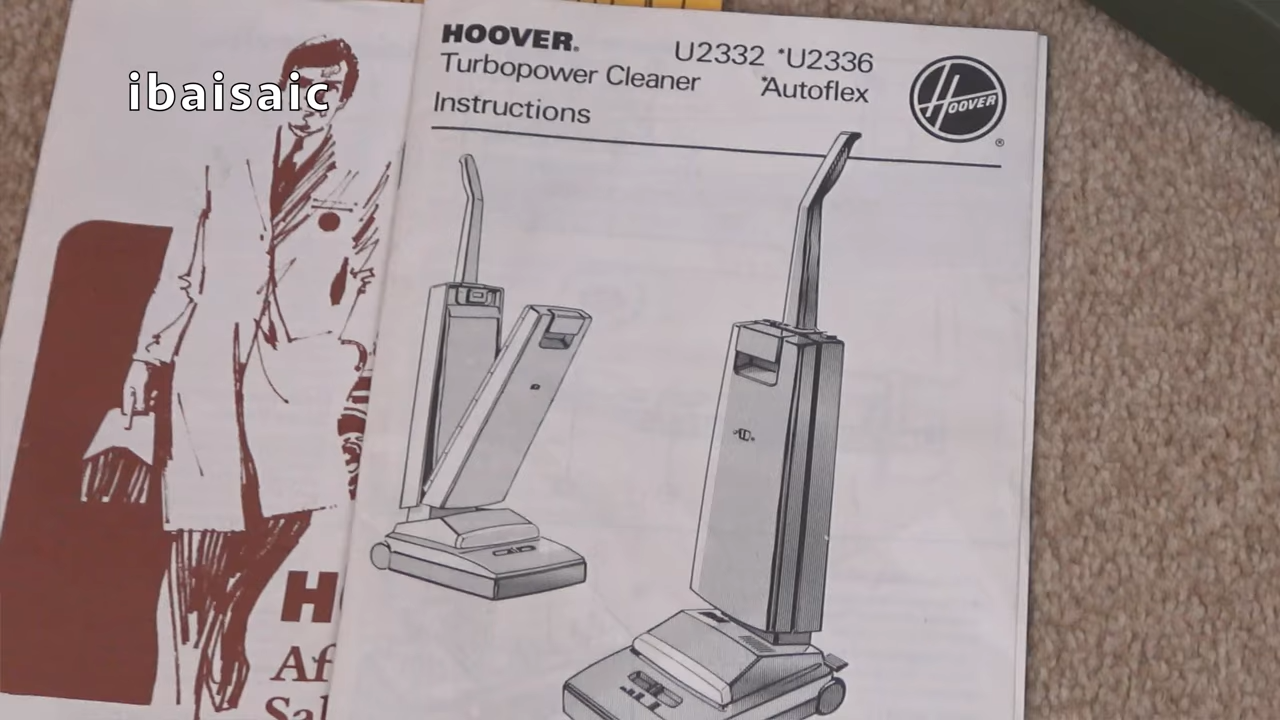 ibaisaic
HOOVER®
Turbopower Cleaner
Instructions
U2332 *U2336
*Autoflex
HOOVER
®
H
Af
Sal